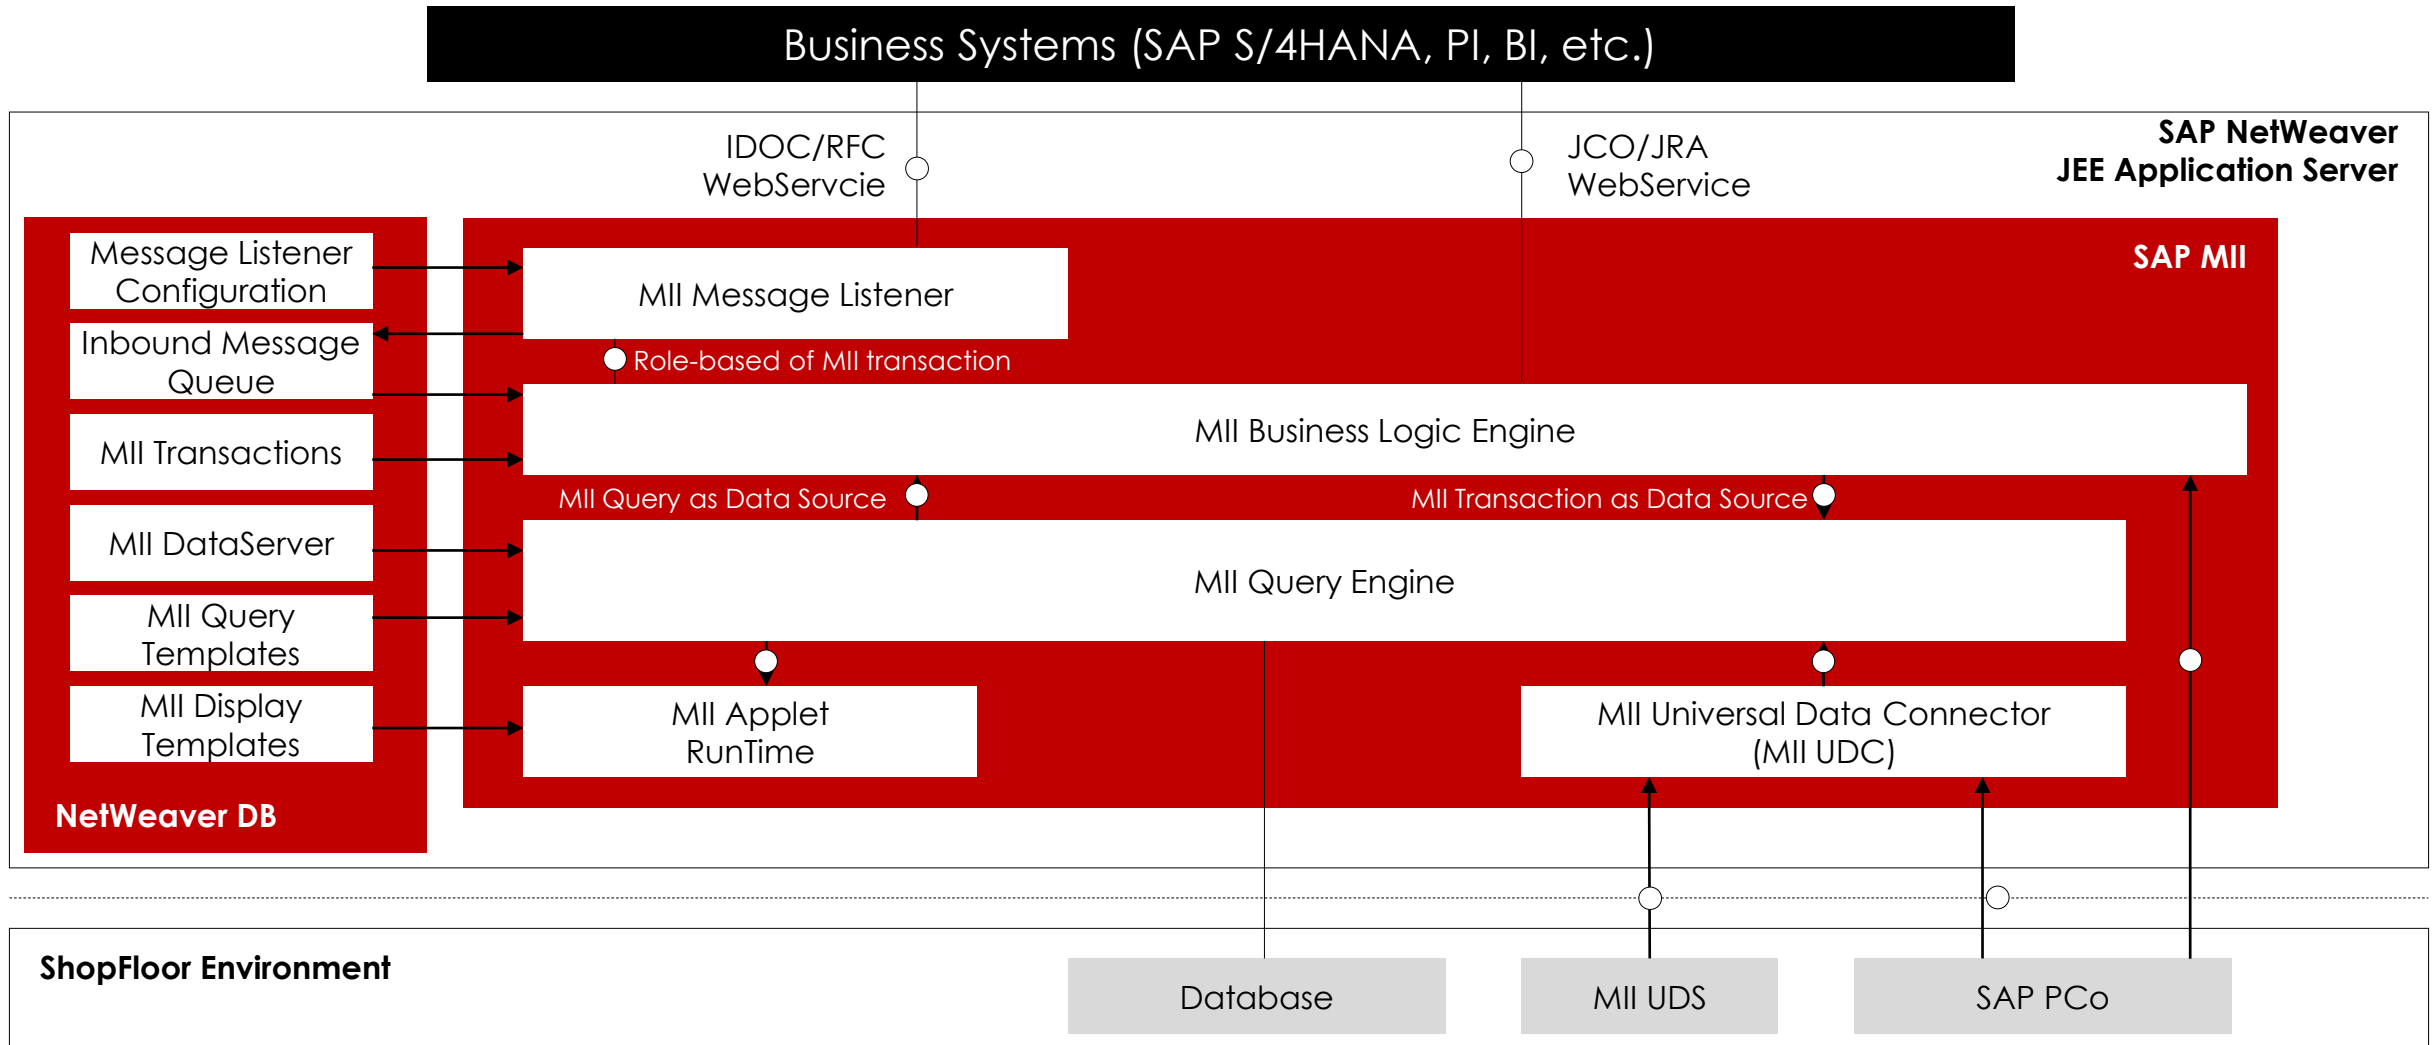 Business Systems (SAP S/4HANA, PI, BI, etc.)
SAP NetWeaver
JEE Application Server
IDOC/RFC
WebServcie
JCO/JRA
WebService
Message Listener
Configuration
Inbound Message
Queue
MII Transactions
MII DataServer
MII Query
Templates
MII Display
Templates
NetWeaver DB
SAP MII
MII Message Listener
Role-based of MII transaction
MII Business Logic Engine
MII Query as Data Source
MII Transaction as Data Source
MII Query Engine
MII Applet
RunTime
MII Universal Data Connector
(MII UDC)
ShopFloor Environment
Database
MII UDS
SAP PCo